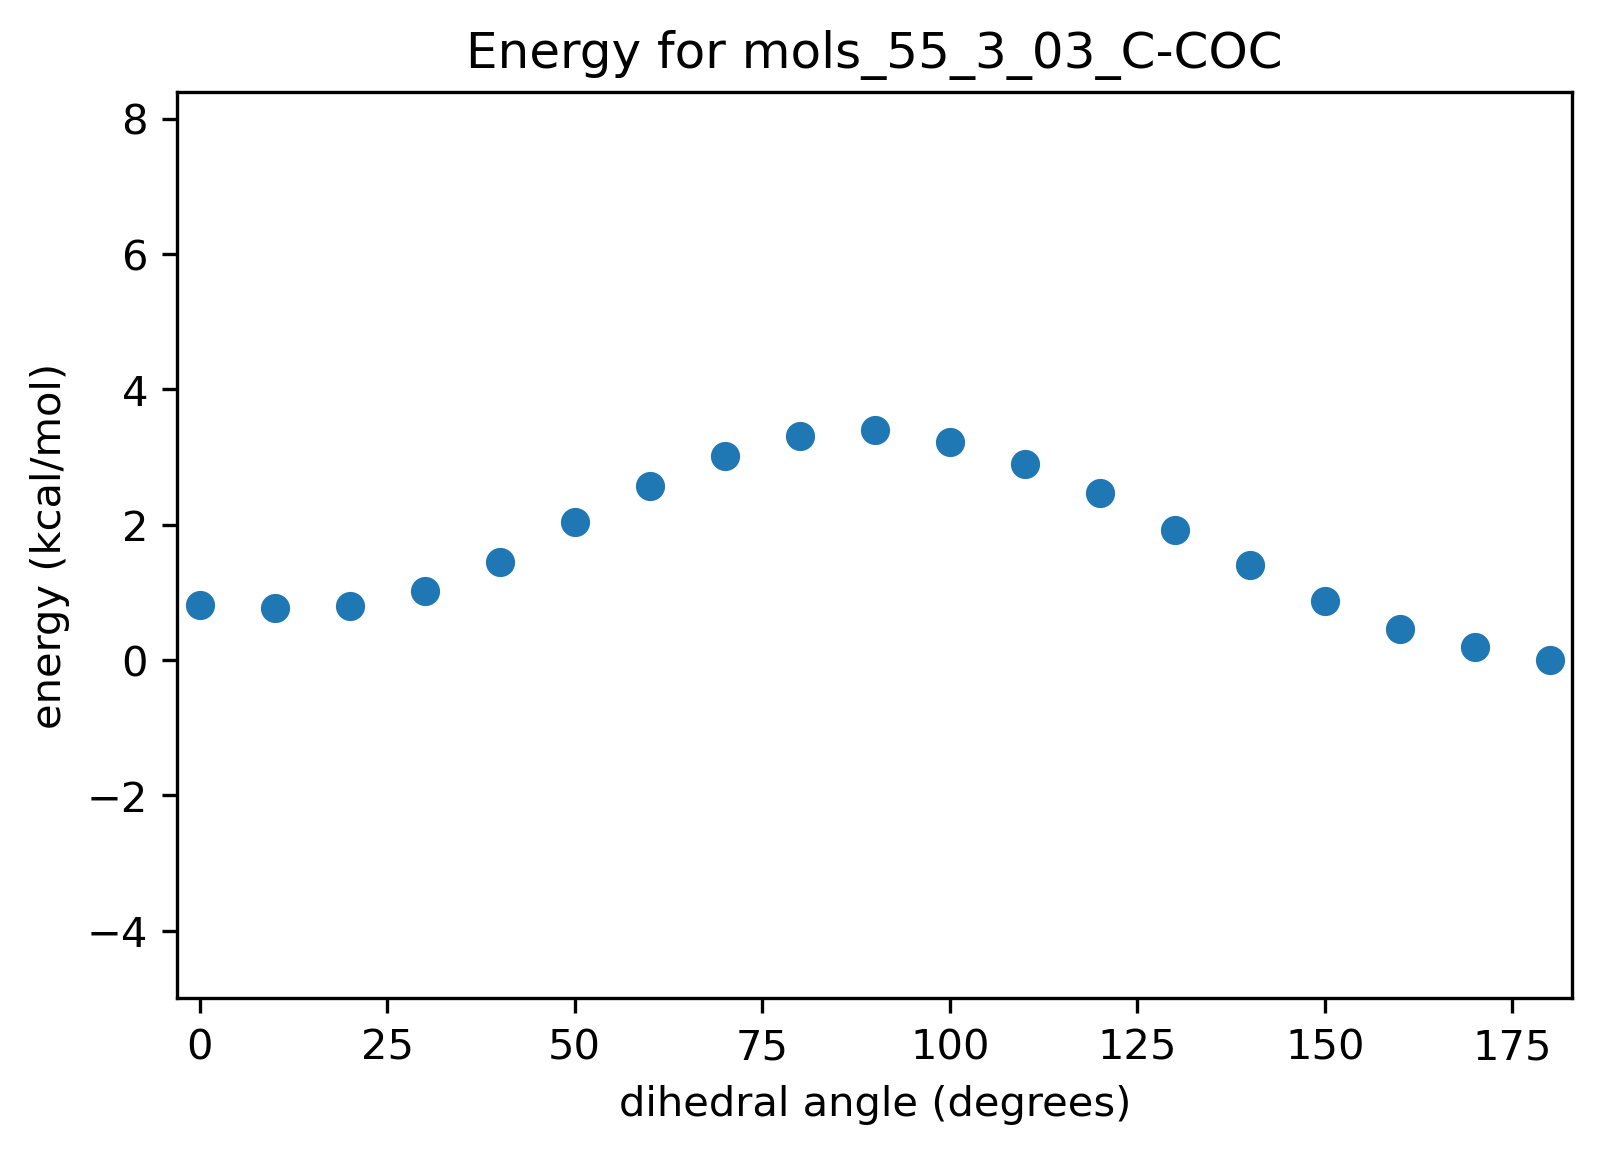 Energy for mols_55_3_03_C-COC
8
6
4
2
0
−2
−4
energy (kcal/mol)
0 25 50 75 100 125 150 175
dihedral angle (degrees)